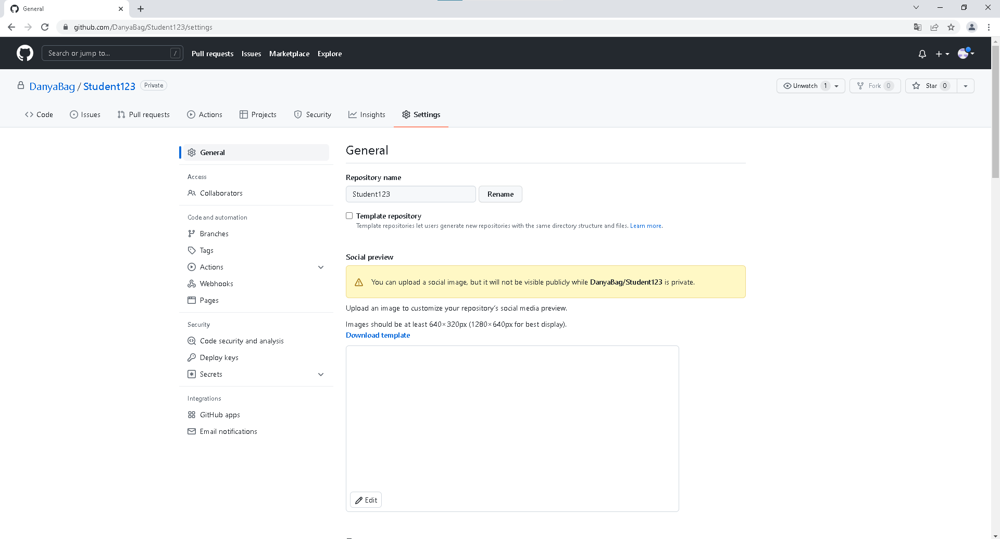 General
github.com/DanyaBag/Student123/settings
Search or jump to...
/
Pull requests
Issues
Marketplace
Explore
DanyaBag / Student123
Private
Unwatch 1
Fork 0
Star 0
Code
Issues
Pull requests
Actions
Projects
Security
Insights
Settings
General
Access
Collaborators
Code and automation
Branches
Tags
Actions
Webhooks
Pages
Security
Code security and analysis
Deploy keys
Secrets
Integrations
GitHub apps
Email notifications
General
Repository name
Student123
Rename
Template repository
Template repositories let users generate new repositories with the same directory structure and files. Learn more.
Social preview
You can upload a social image, but it will not be visible publicly while DanyaBag/Student123 is private.
Upload an image to customize your repository's social media preview.
Images should be at least 640×320px (1280×640px for best display).
Download template
Edit